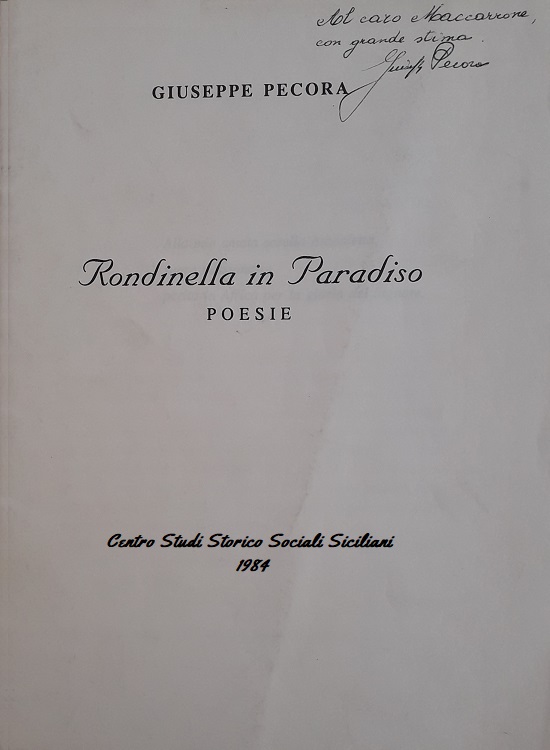 Al caro Maccarrone,
con grande stima.
Giusepp Pecora
GIUSEPPE PECORA
Rondinella in Paradiso
POESIE
Centro Studi Storico Sociali Siciliani
1984